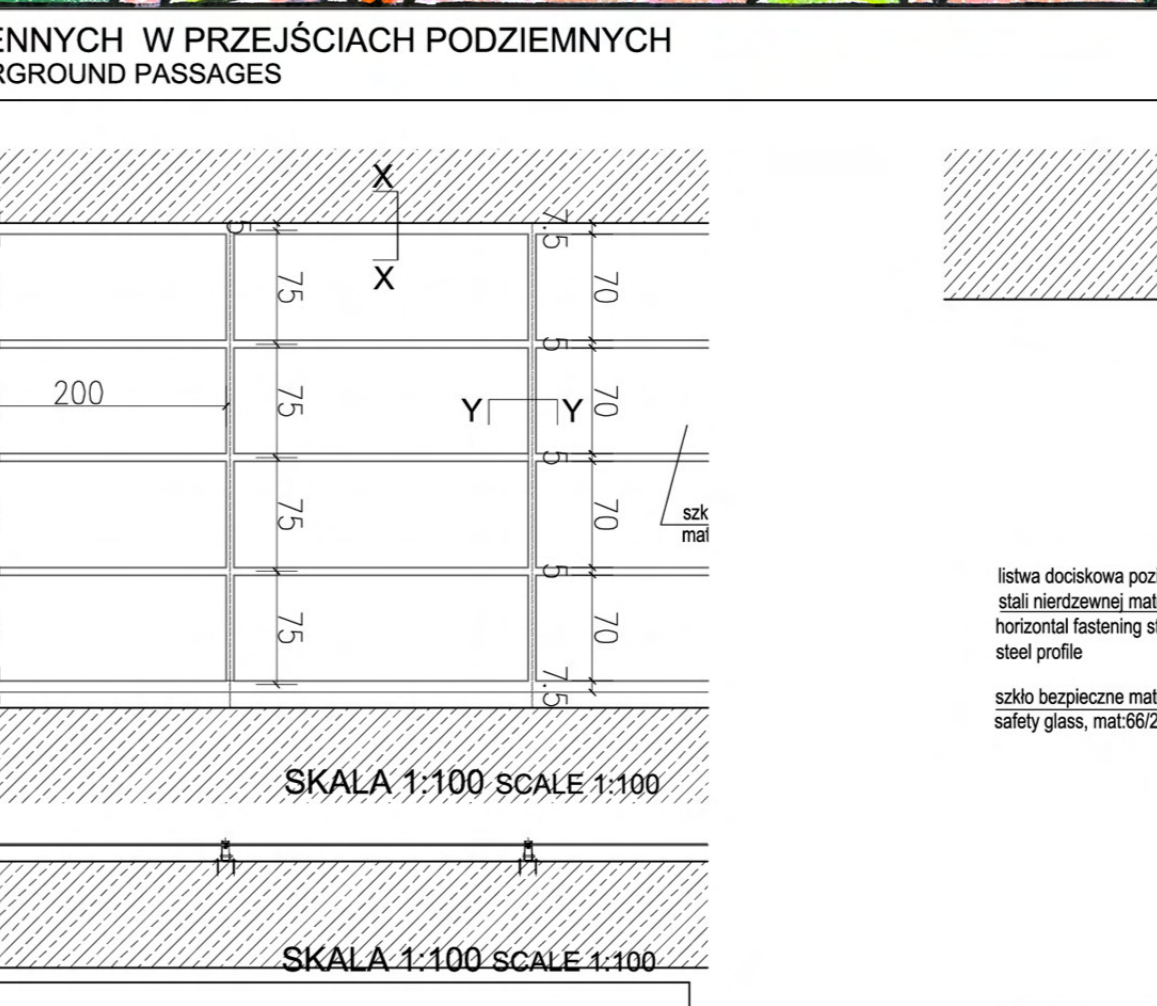 ENNYCH W PRZEJŚCIACH PODZIEMNYCH
RGROUND PASSAGES
X
X
5
7.5
75
70
5
200
75
Y
Y
70
5
75
70
szk
mat
5
75
70
7.5
listwa dociskowa pozi
stali nierdzewnej mat
horizontal fastening st
steel profile
szkło bezpieczne mat
safety glass, mat:66/2
SKALA 1:100 SCALE 1:100
SKALA 1:100 SCALE 1:100